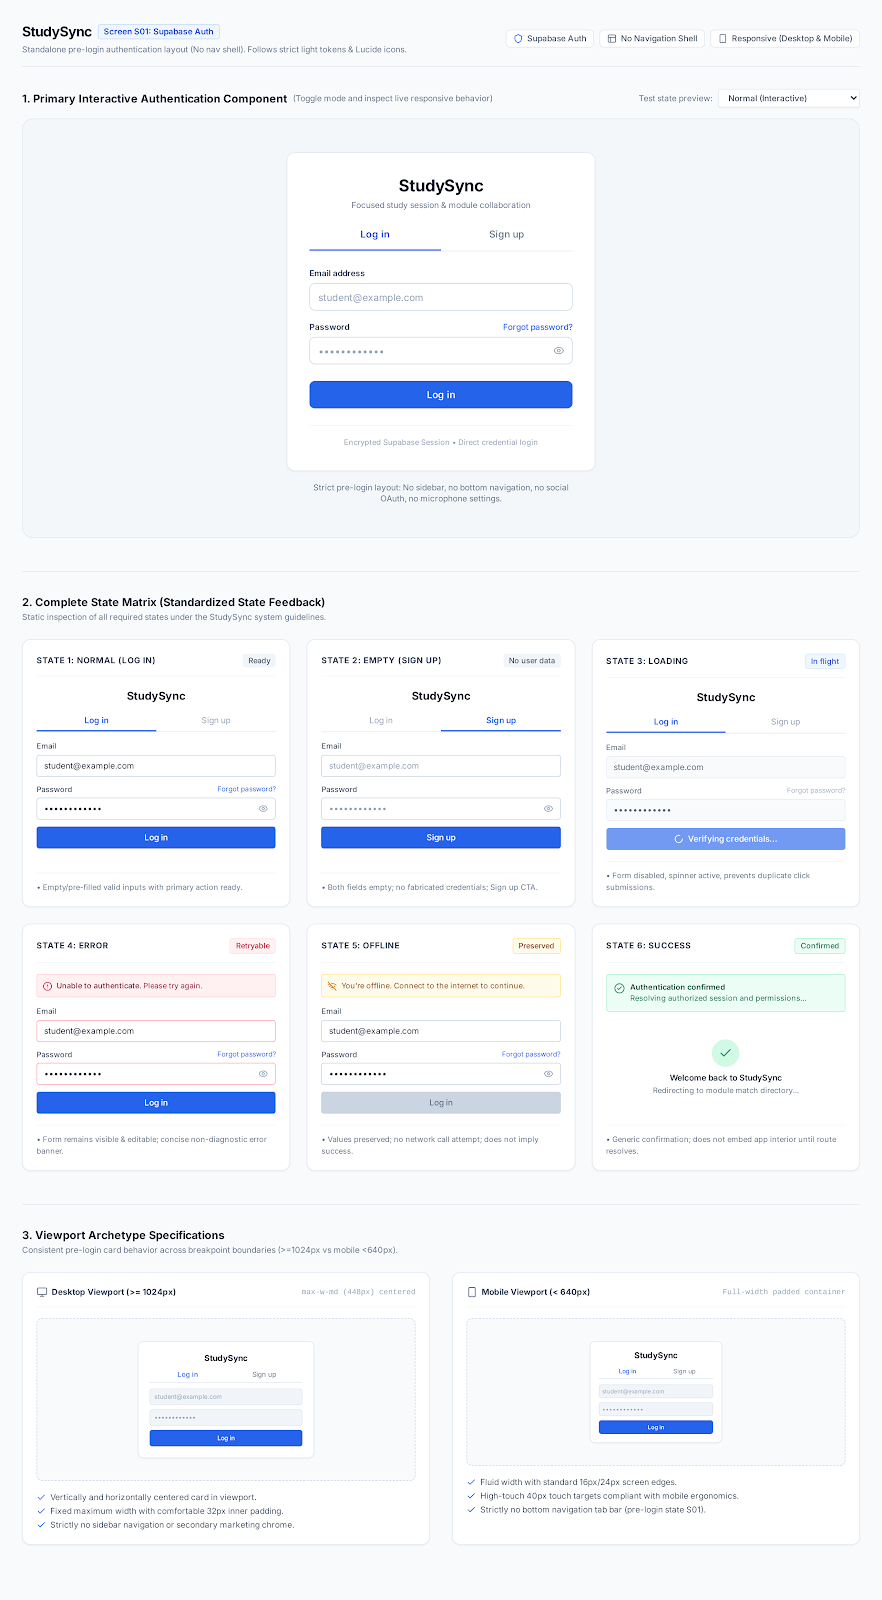 StudySync Screen S01: Supabase Auth
Standalone pre-login authentication layout (No nav shell). Follows strict light tokens & Lucide icons.
Supabase Auth
No Navigation Shell
Responsive (Desktop & Mobile)
1. Primary Interactive Authentication Component (Toggle mode and inspect live responsive behavior)
Test state preview: Normal (Interactive)
StudySync
Focused study session & module collaboration
Log in Sign up
Email address
student@example.com
Password Forgot password?
••••••••••••
Log in
Encrypted Supabase Session • Direct credential login
Strict pre-login layout: No sidebar, no bottom navigation, no social
OAuth, no microphone settings.
2. Complete State Matrix (Standardized State Feedback)
Static inspection of all required states under the StudySync system guidelines.
STATE 1: NORMAL (LOG IN) Ready
StudySync
Log in Sign up
Email
student@example.com
Password Forgot password?
••••••••••••
Log in
• Empty/pre-filled valid inputs with primary action ready.
STATE 2: EMPTY (SIGN UP) No user data
StudySync
Log in Sign up
Email
student@example.com
Password
••••••••••••
Sign up
• Both fields empty; no fabricated credentials; Sign up CTA.
STATE 3: LOADING In flight
StudySync
Log in Sign up
Email
student@example.com
Password Forgot password?
••••••••••••
Verifying credentials...
• Form disabled, spinner active, prevents duplicate click
submissions.
STATE 4: ERROR Retryable
Unable to authenticate. Please try again.
Email
student@example.com
Password Forgot password?
••••••••••••
Log in
• Form remains visible & editable; concise non-diagnostic error
banner.
STATE 5: OFFLINE Preserved
You're offline. Connect to the internet to continue.
Email
student@example.com
Password Forgot password?
••••••••••••
Log in
• Values preserved; no network call attempt; does not imply
success.
STATE 6: SUCCESS Confirmed
Authentication confirmed
Resolving authorized session and permissions...
Welcome back to StudySync
Redirecting to module match directory...
• Generic confirmation; does not embed app interior until route
resolves.
3. Viewport Archetype Specifications
Consistent pre-login card behavior across breakpoint boundaries (>=1024px vs mobile <640px).
Desktop Viewport (>= 1024px) max-w-md (448px) centered
StudySync
Log in Sign up
student@example.com
••••••••••••
Log in
Vertically and horizontally centered card in viewport.
Fixed maximum width with comfortable 32px inner padding.
Strictly no sidebar navigation or secondary marketing chrome.
Mobile Viewport (< 640px) Full-width padded container
StudySync
Log in Sign up
student@example.com
••••••••••••
Log in
Fluid width with standard 16px/24px screen edges.
High-touch 40px touch targets compliant with mobile ergonomics.
Strictly no bottom navigation tab bar (pre-login state S01).